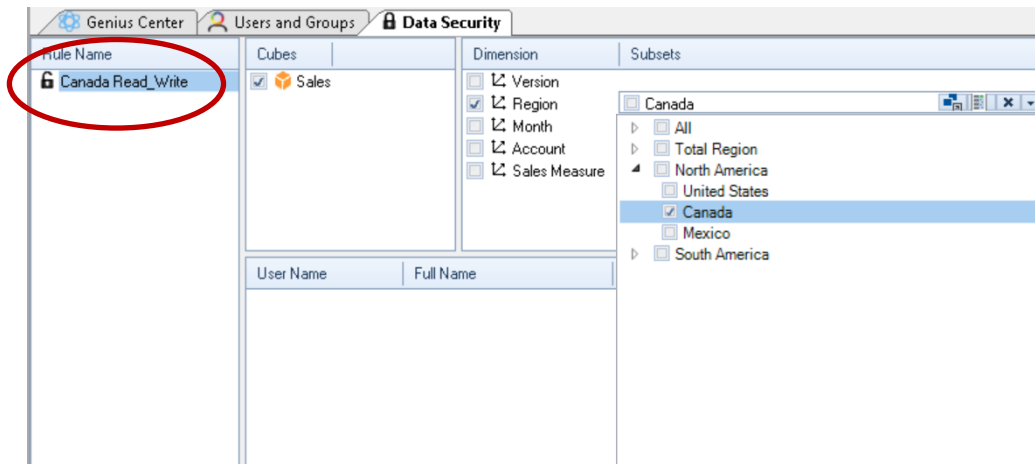 Genius Center Users and Groups Data Security
Rule Name Cubes Dimension Subsets
Canada Read_Write Sales Version
Region Canada
Month All
Account Total Region
Sales Measure North America
United States
Canada
Mexico
South America
User Name Full Name